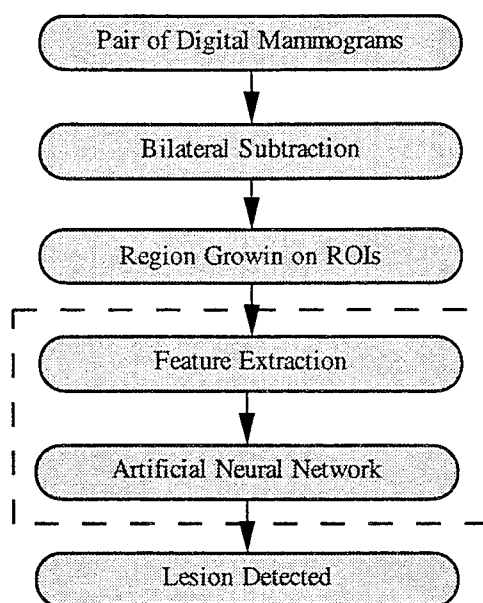 Pair of Digital Mammograms
Bilateral Subtraction
Region Growin on ROIs
Feature Extraction
Artificial Neural Network
Lesion Detected